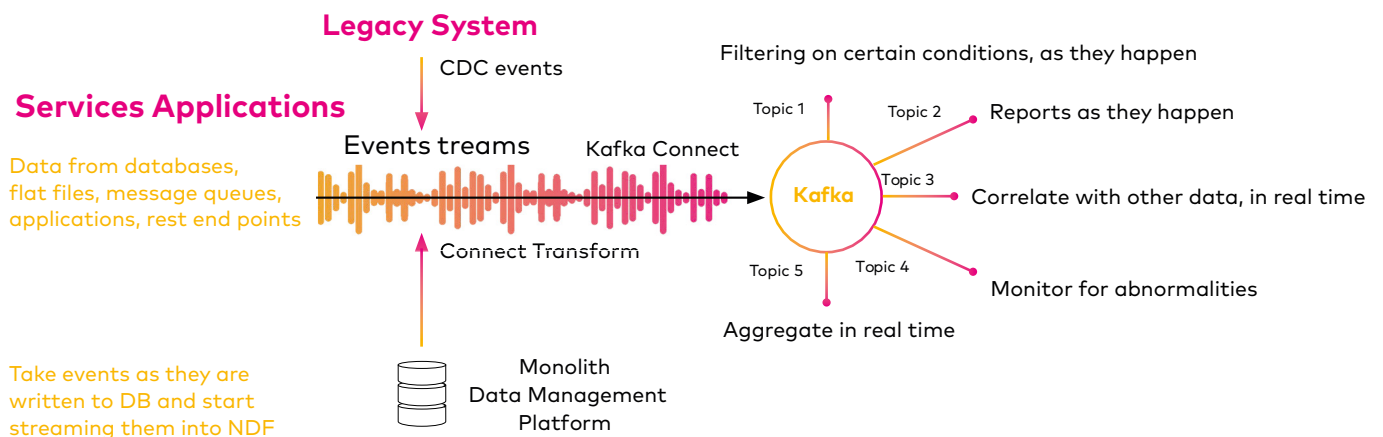 Legacy System
CDC events
Services Applications
Data from databases,
flat files, message queues,
applications, rest end points
Events treams
Kafka Connect
Connect Transform
Take events as they are
written to DB and start
streaming them into NDF
Monolith
Data Management
Platform
Kafka
Topic 1
Filtering on certain conditions, as they happen
Topic 2
Reports as they happen
Topic 3
Correlate with other data, in real time
Topic 4
Monitor for abnormalities
Topic 5
Aggregate in real time